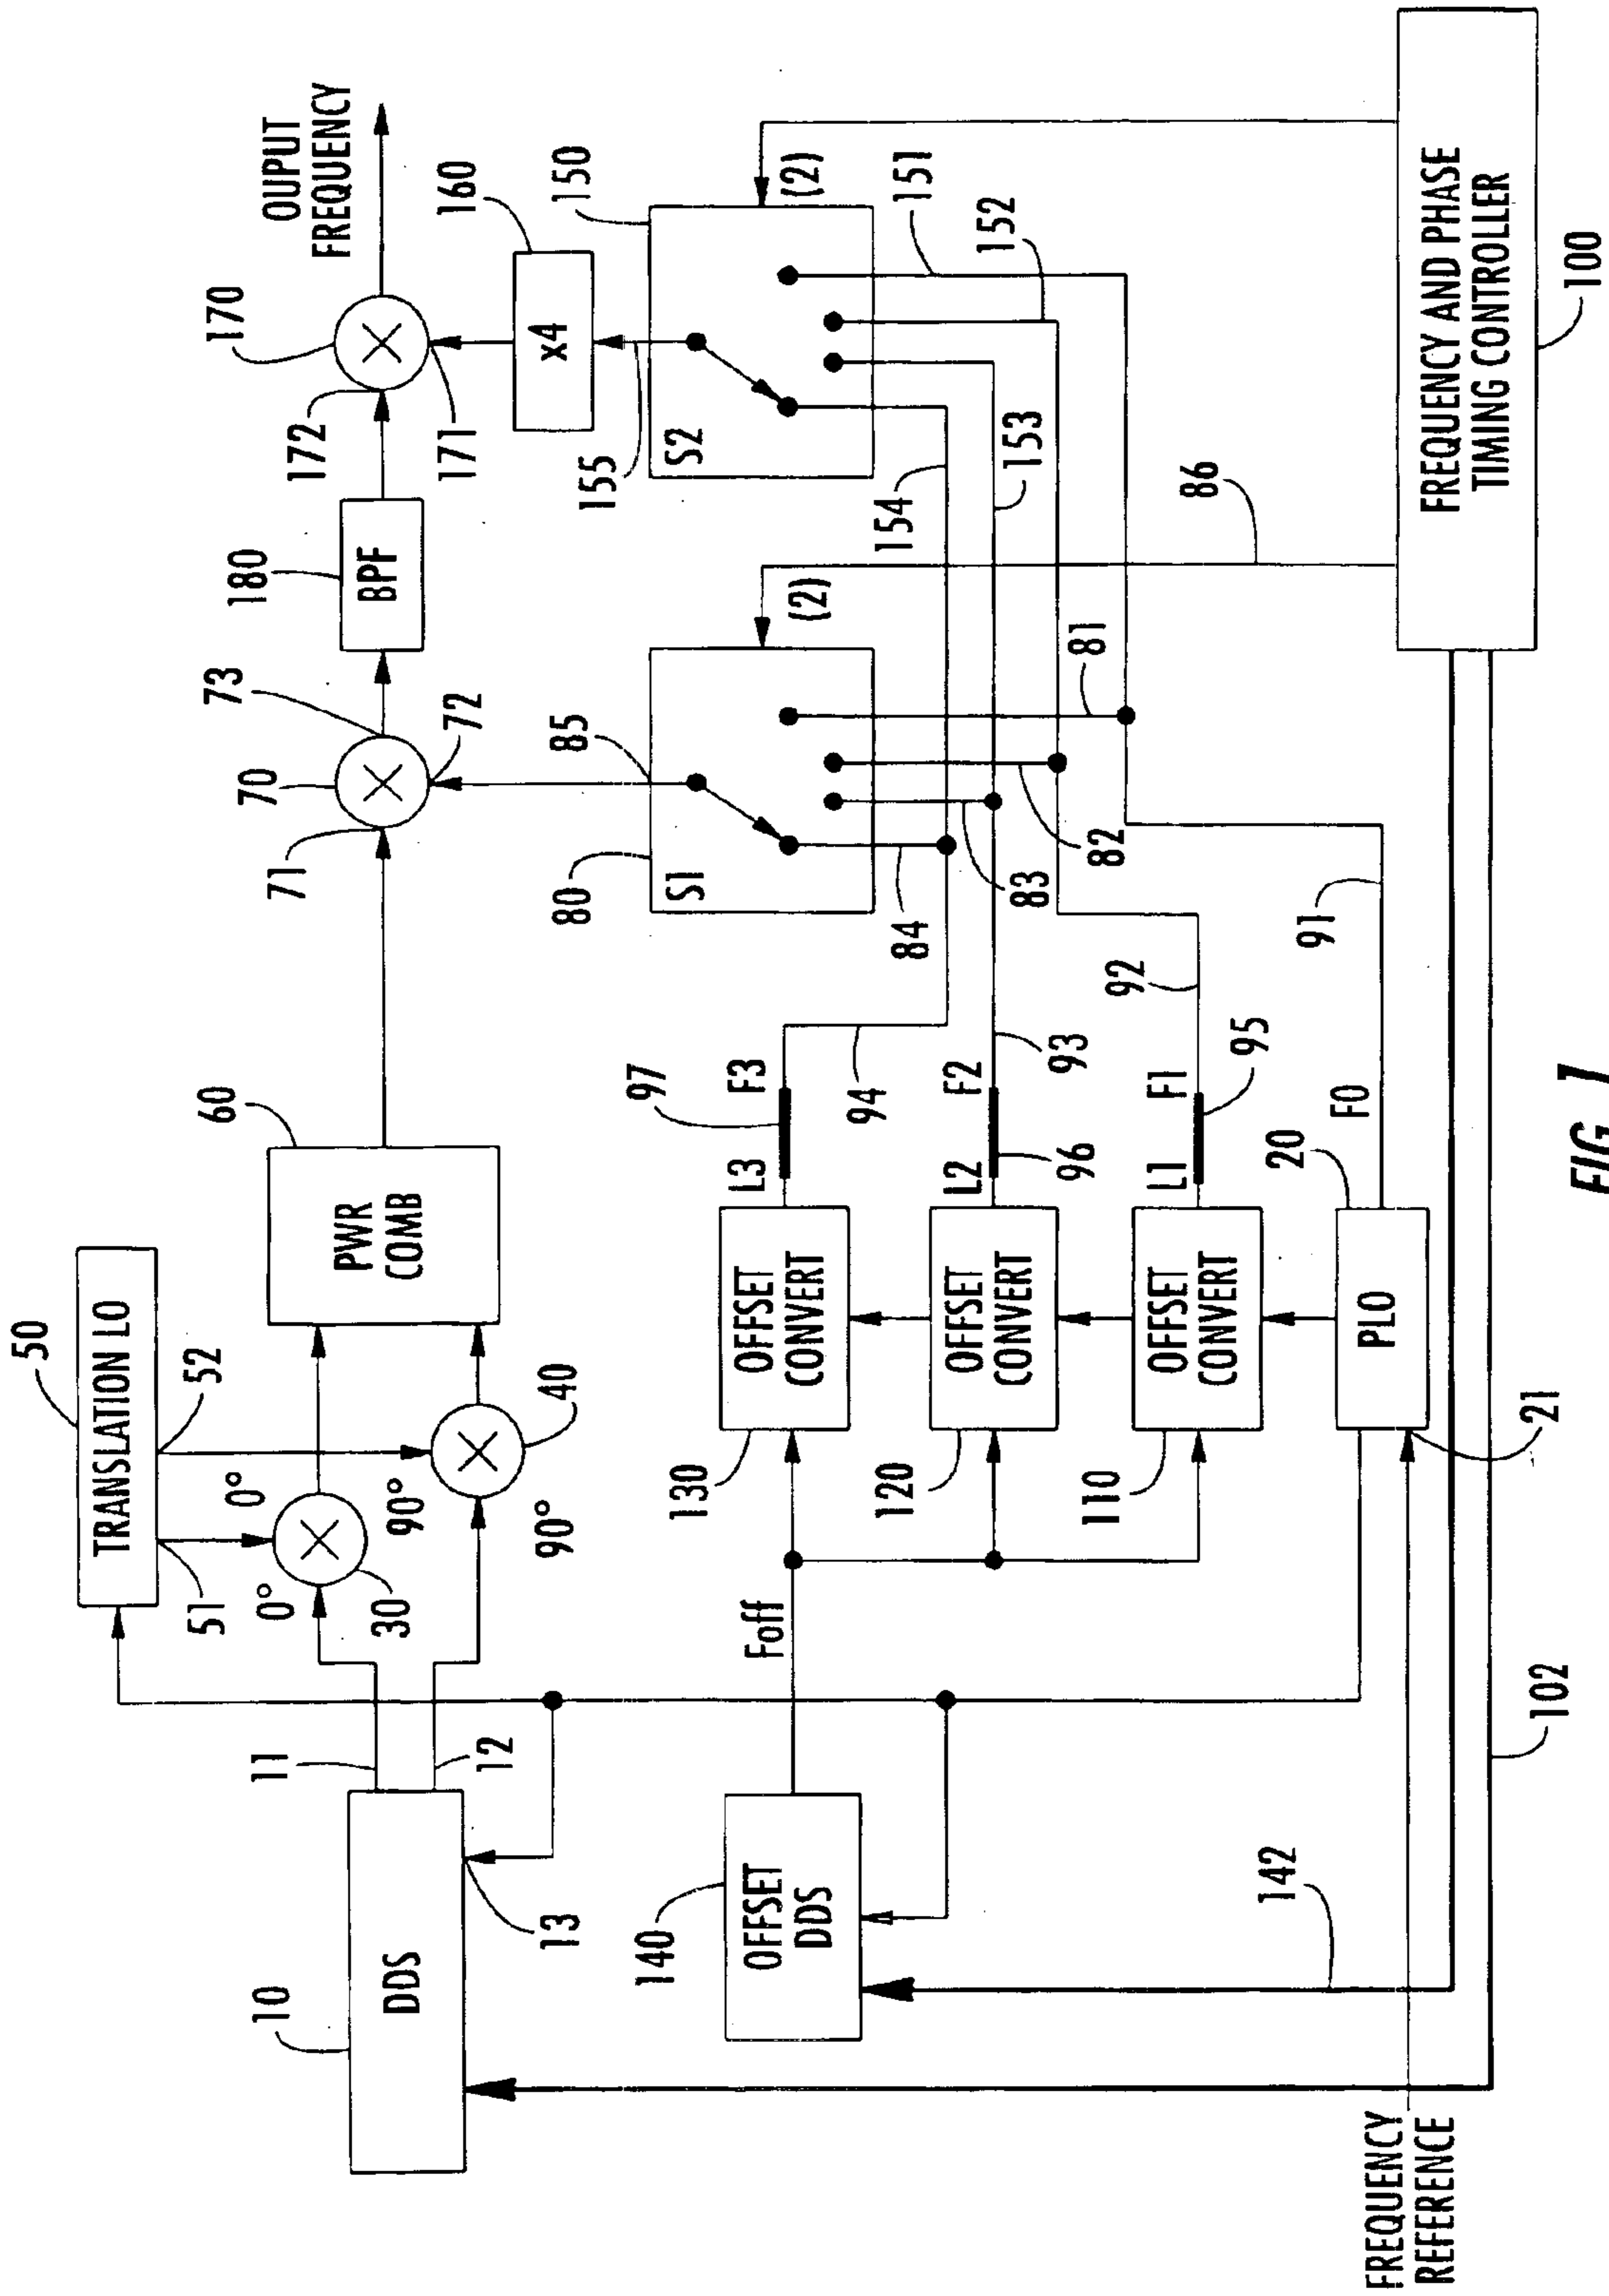 50
TRANSLATION LO
51
52
0°
0°
90°
90°
30
40
10
DDS
11
12
13
60
PWR
COMB
70
71
72
73
180
BPF
170
172
171
OUPUT
FREQUENCY
160
x4
155
150
S2
(2)
151
152
153
154
80
S1
85
(2)
84
83
82
81
86
140
OFFSET
DDS
142
Foff
130
OFFSET
CONVERT
L3
F3
97
94
120
OFFSET
CONVERT
L2
F2
96
93
110
OFFSET
CONVERT
L1
F1
95
92
20
PLO
F0
91
21
102
FREQUENCY
REFERENCE
FREQUENCY AND PHASE
TIMING CONTROLLER
100
FIG. 1